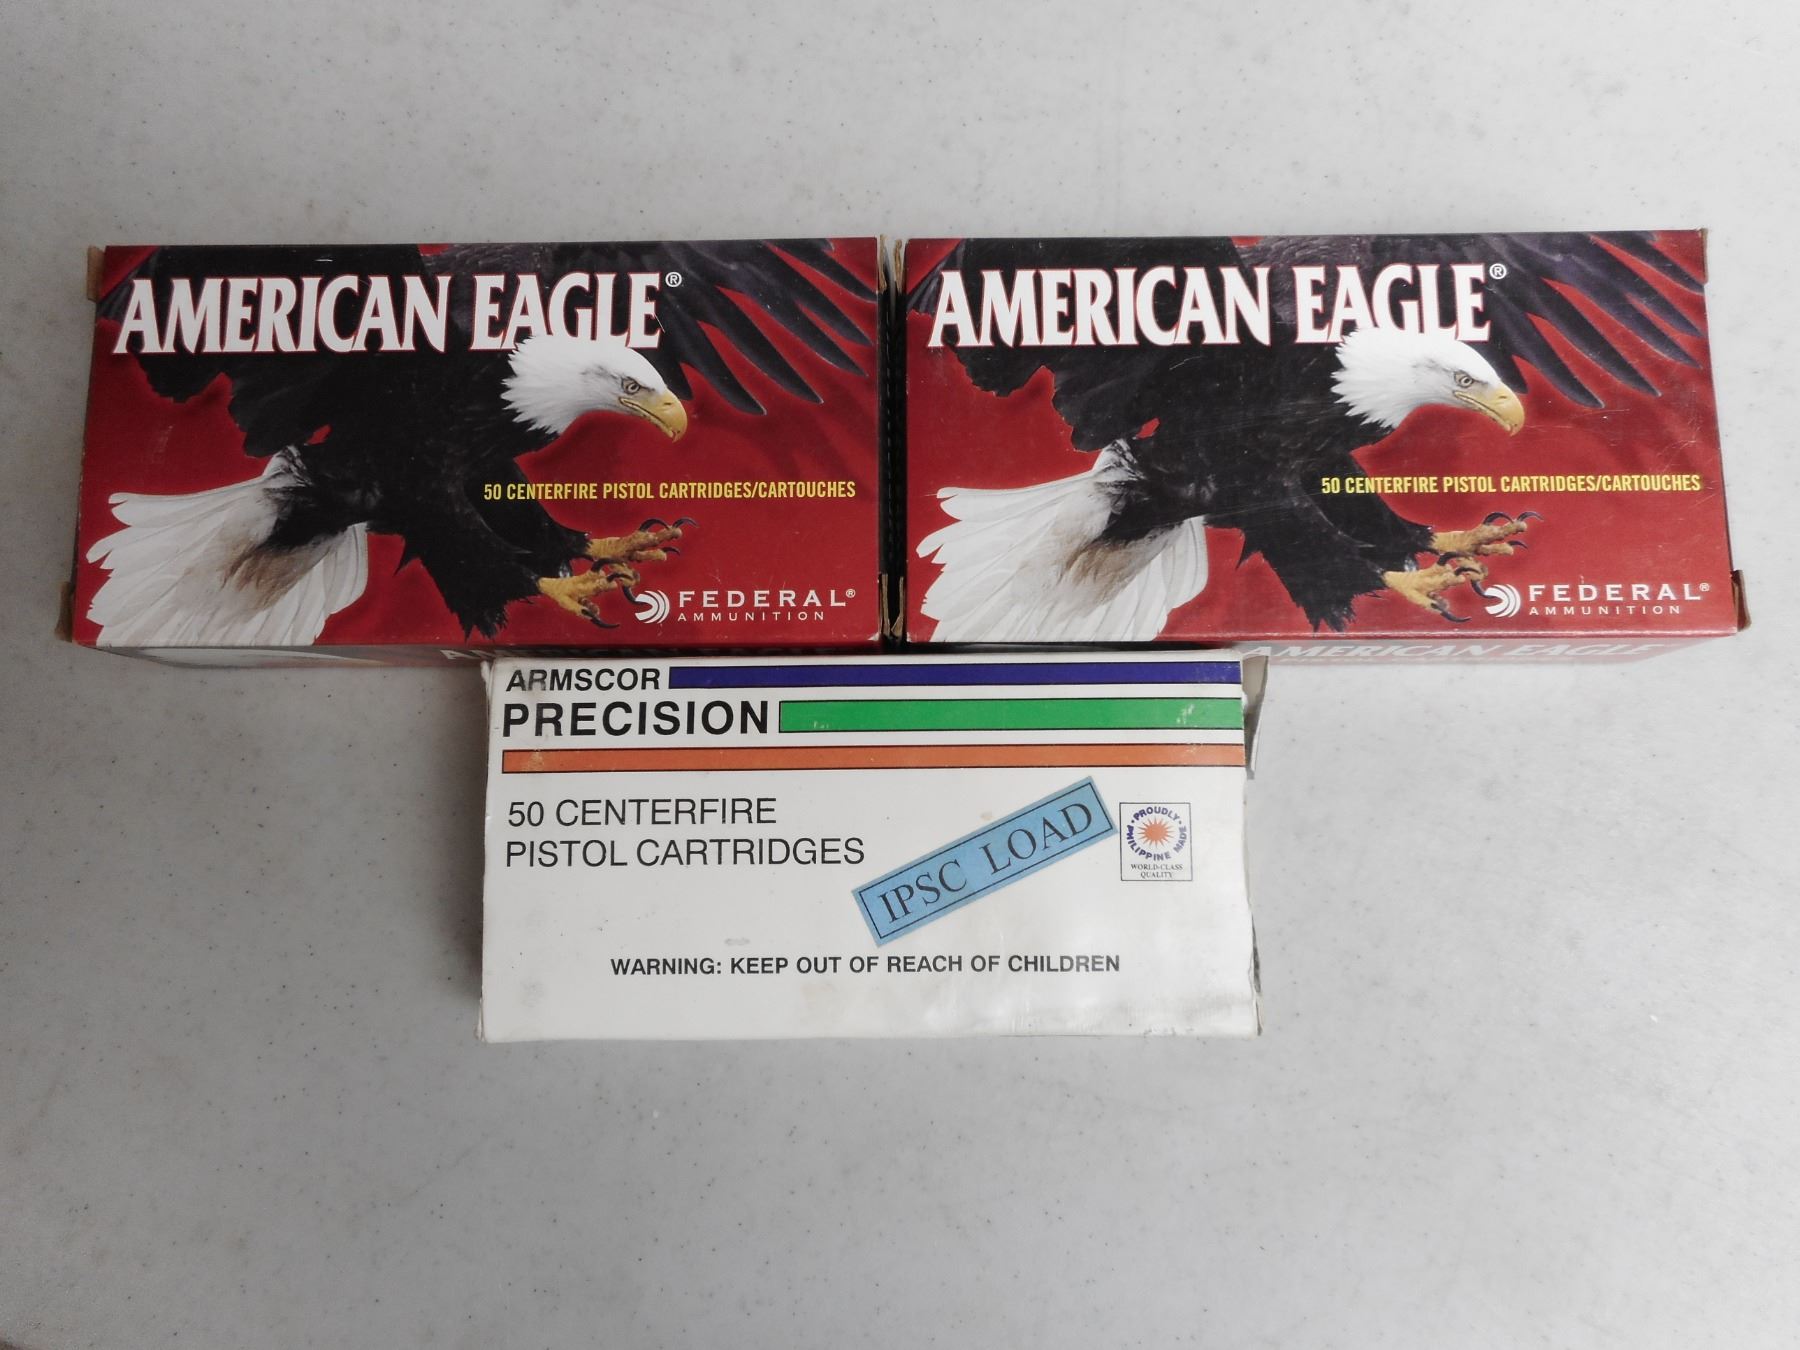 AMERICAN EAGLE®
50 CENTERFIRE PISTOL CARTRIDGES/CARTOUCHES
FEDERAL®
AMMUNITION
AMERICAN EAGLE®
50 CENTERFIRE PISTOL CARTRIDGES/CARTOUCHES
FEDERAL®
AMMUNITION
AMERICAN EAGLE
ARMSCOR
PRECISION
50 CENTERFIRE
PISTOL CARTRIDGES
IPSC LOAD
PROUDLY
PHILIPPINE MADE
WORLD-CLASS
QUALITY
WARNING: KEEP OUT OF REACH OF CHILDREN